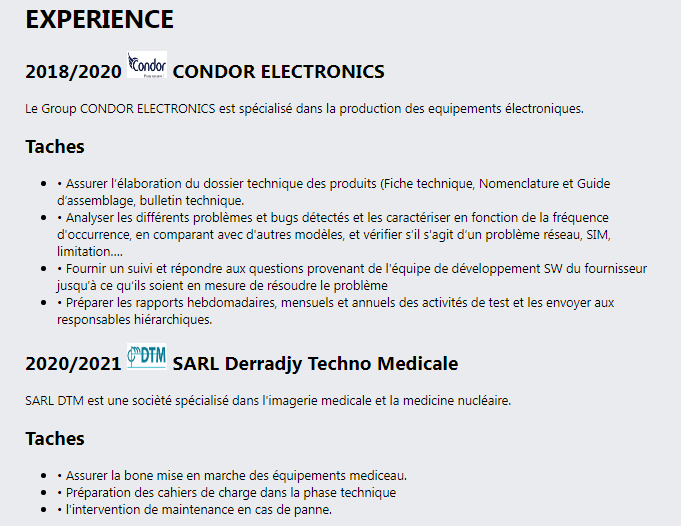 EXPERIENCE
2018/2020 Condor CONDOR ELECTRONICS
Le Group CONDOR ELECTRONICS est spécialisé dans la production des equipements électroniques.
Taches
• • Assurer l'élaboration du dossier technique des produits (Fiche technique, Nomenclature et Guide
d'assemblage, bulletin technique.
• • Analyser les différents problèmes et bugs détectés et les caractériser en fonction de la fréquence
d'occurrence, en comparant avec d'autres modèles, et vérifier s'il s'agit d'un problème réseau, SIM,
limitation....
• • Fournir un suivi et répondre aux questions provenant de l'équipe de développement SW du fournisseur
jusqu'à ce qu'ils soient en mesure de résoudre le problème
• • Préparer les rapports hebdomadaires, mensuels et annuels des activités de test et les envoyer aux
responsables hiérarchiques.
2020/2021 DTM SARL Derradjy Techno Medicale
SARL DTM est une socièté spécialisé dans l'imagerie medicale et la medicine nucléaire.
Taches
• • Assurer la bone mise en marche des équipements mediceau.
• • Préparation des cahiers de charge dans la phase technique
• • l'intervention de maintenance en cas de panne.